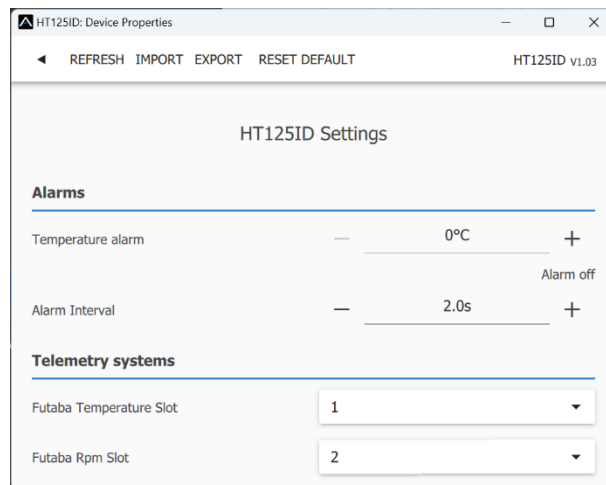 HT125ID: Device Properties
REFRESH IMPORT EXPORT RESET DEFAULT HT125ID V1.03
HT125ID Settings
Alarms
Temperature alarm 0°C
Alarm off
Alarm Interval 2.0s
Telemetry systems
Futaba Temperature Slot 1
Futaba Rpm Slot 2